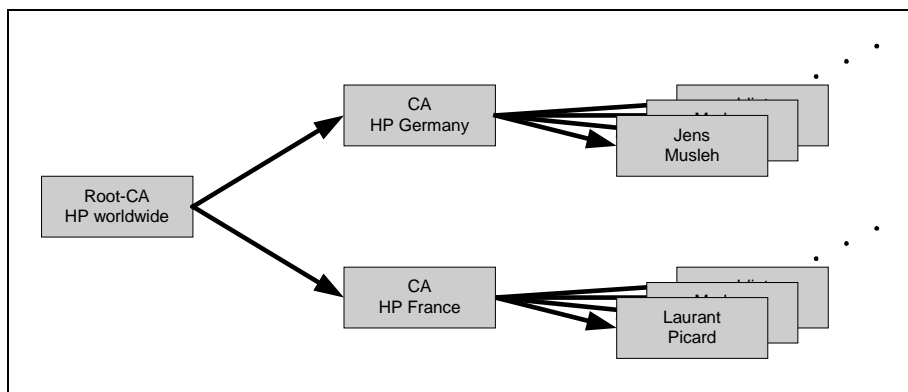 CA
HP Germany
Jens
Musleh
Root-CA
HP worldwide
CA
HP France
Laurant
Picard